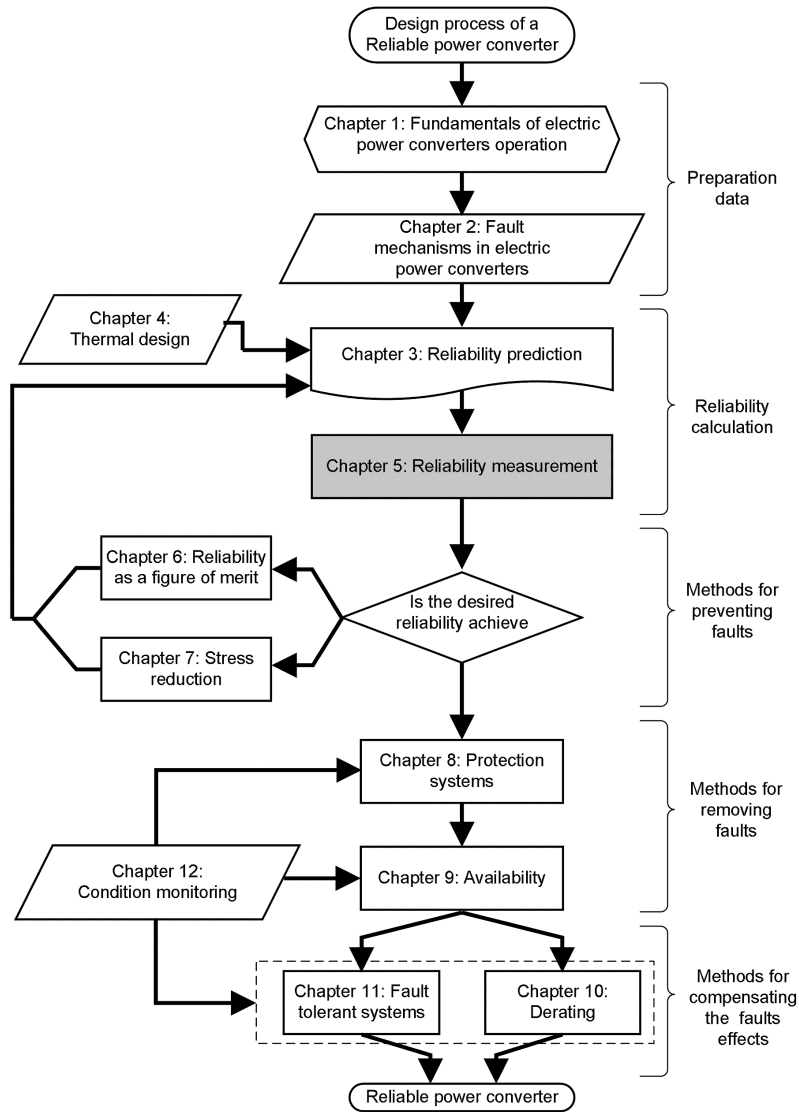 Design process of a
Reliable power converter
Chapter 1: Fundamentals of electric
power converters operation
Preparation
data
Chapter 2: Fault
mechanisms in electric
power converters
Chapter 4:
Thermal design
Chapter 3: Reliability prediction
Reliability
calculation
Chapter 5: Reliability measurement
Chapter 6: Reliability
as a figure of merit
Is the desired
reliability achieve
Methods for
preventing
faults
Chapter 7: Stress
reduction
Chapter 8: Protection
systems
Methods for
removing
faults
Chapter 12:
Condition monitoring
Chapter 9: Availability
Chapter 11: Fault
tolerant systems
Chapter 10:
Derating
Methods for
compensating
the faults
effects
Reliable power converter